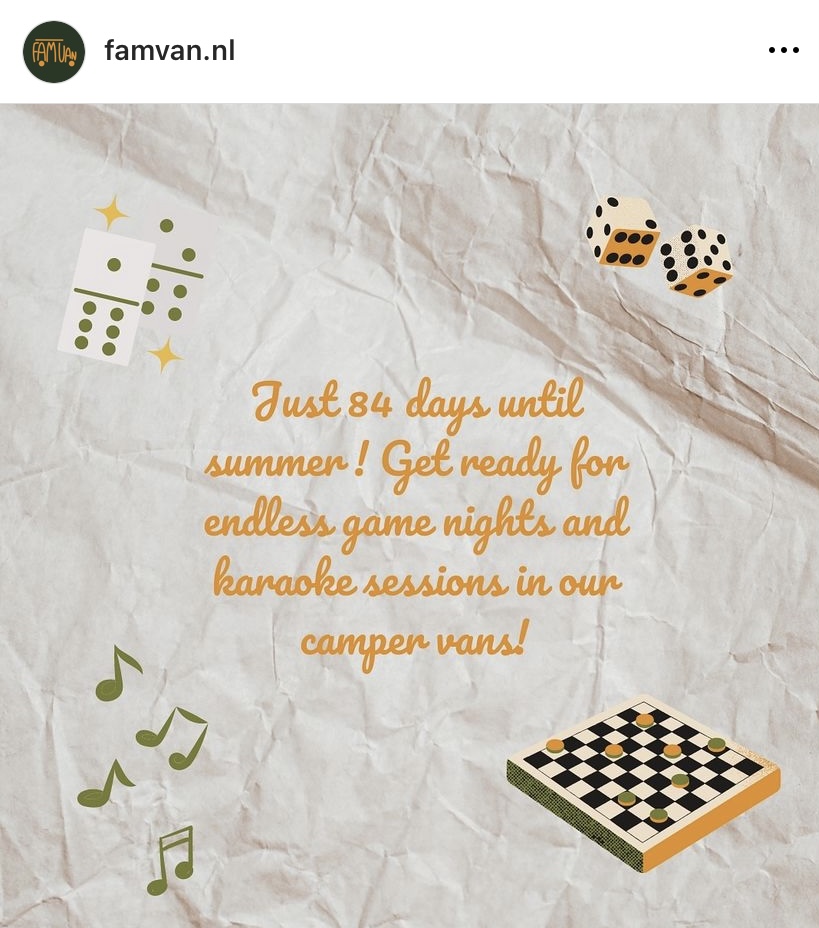 FAMVAN
famvan.nl
Just 84 days until
summer ! Get ready for
endless game nights and
karaoke sessions in our
camper vans!